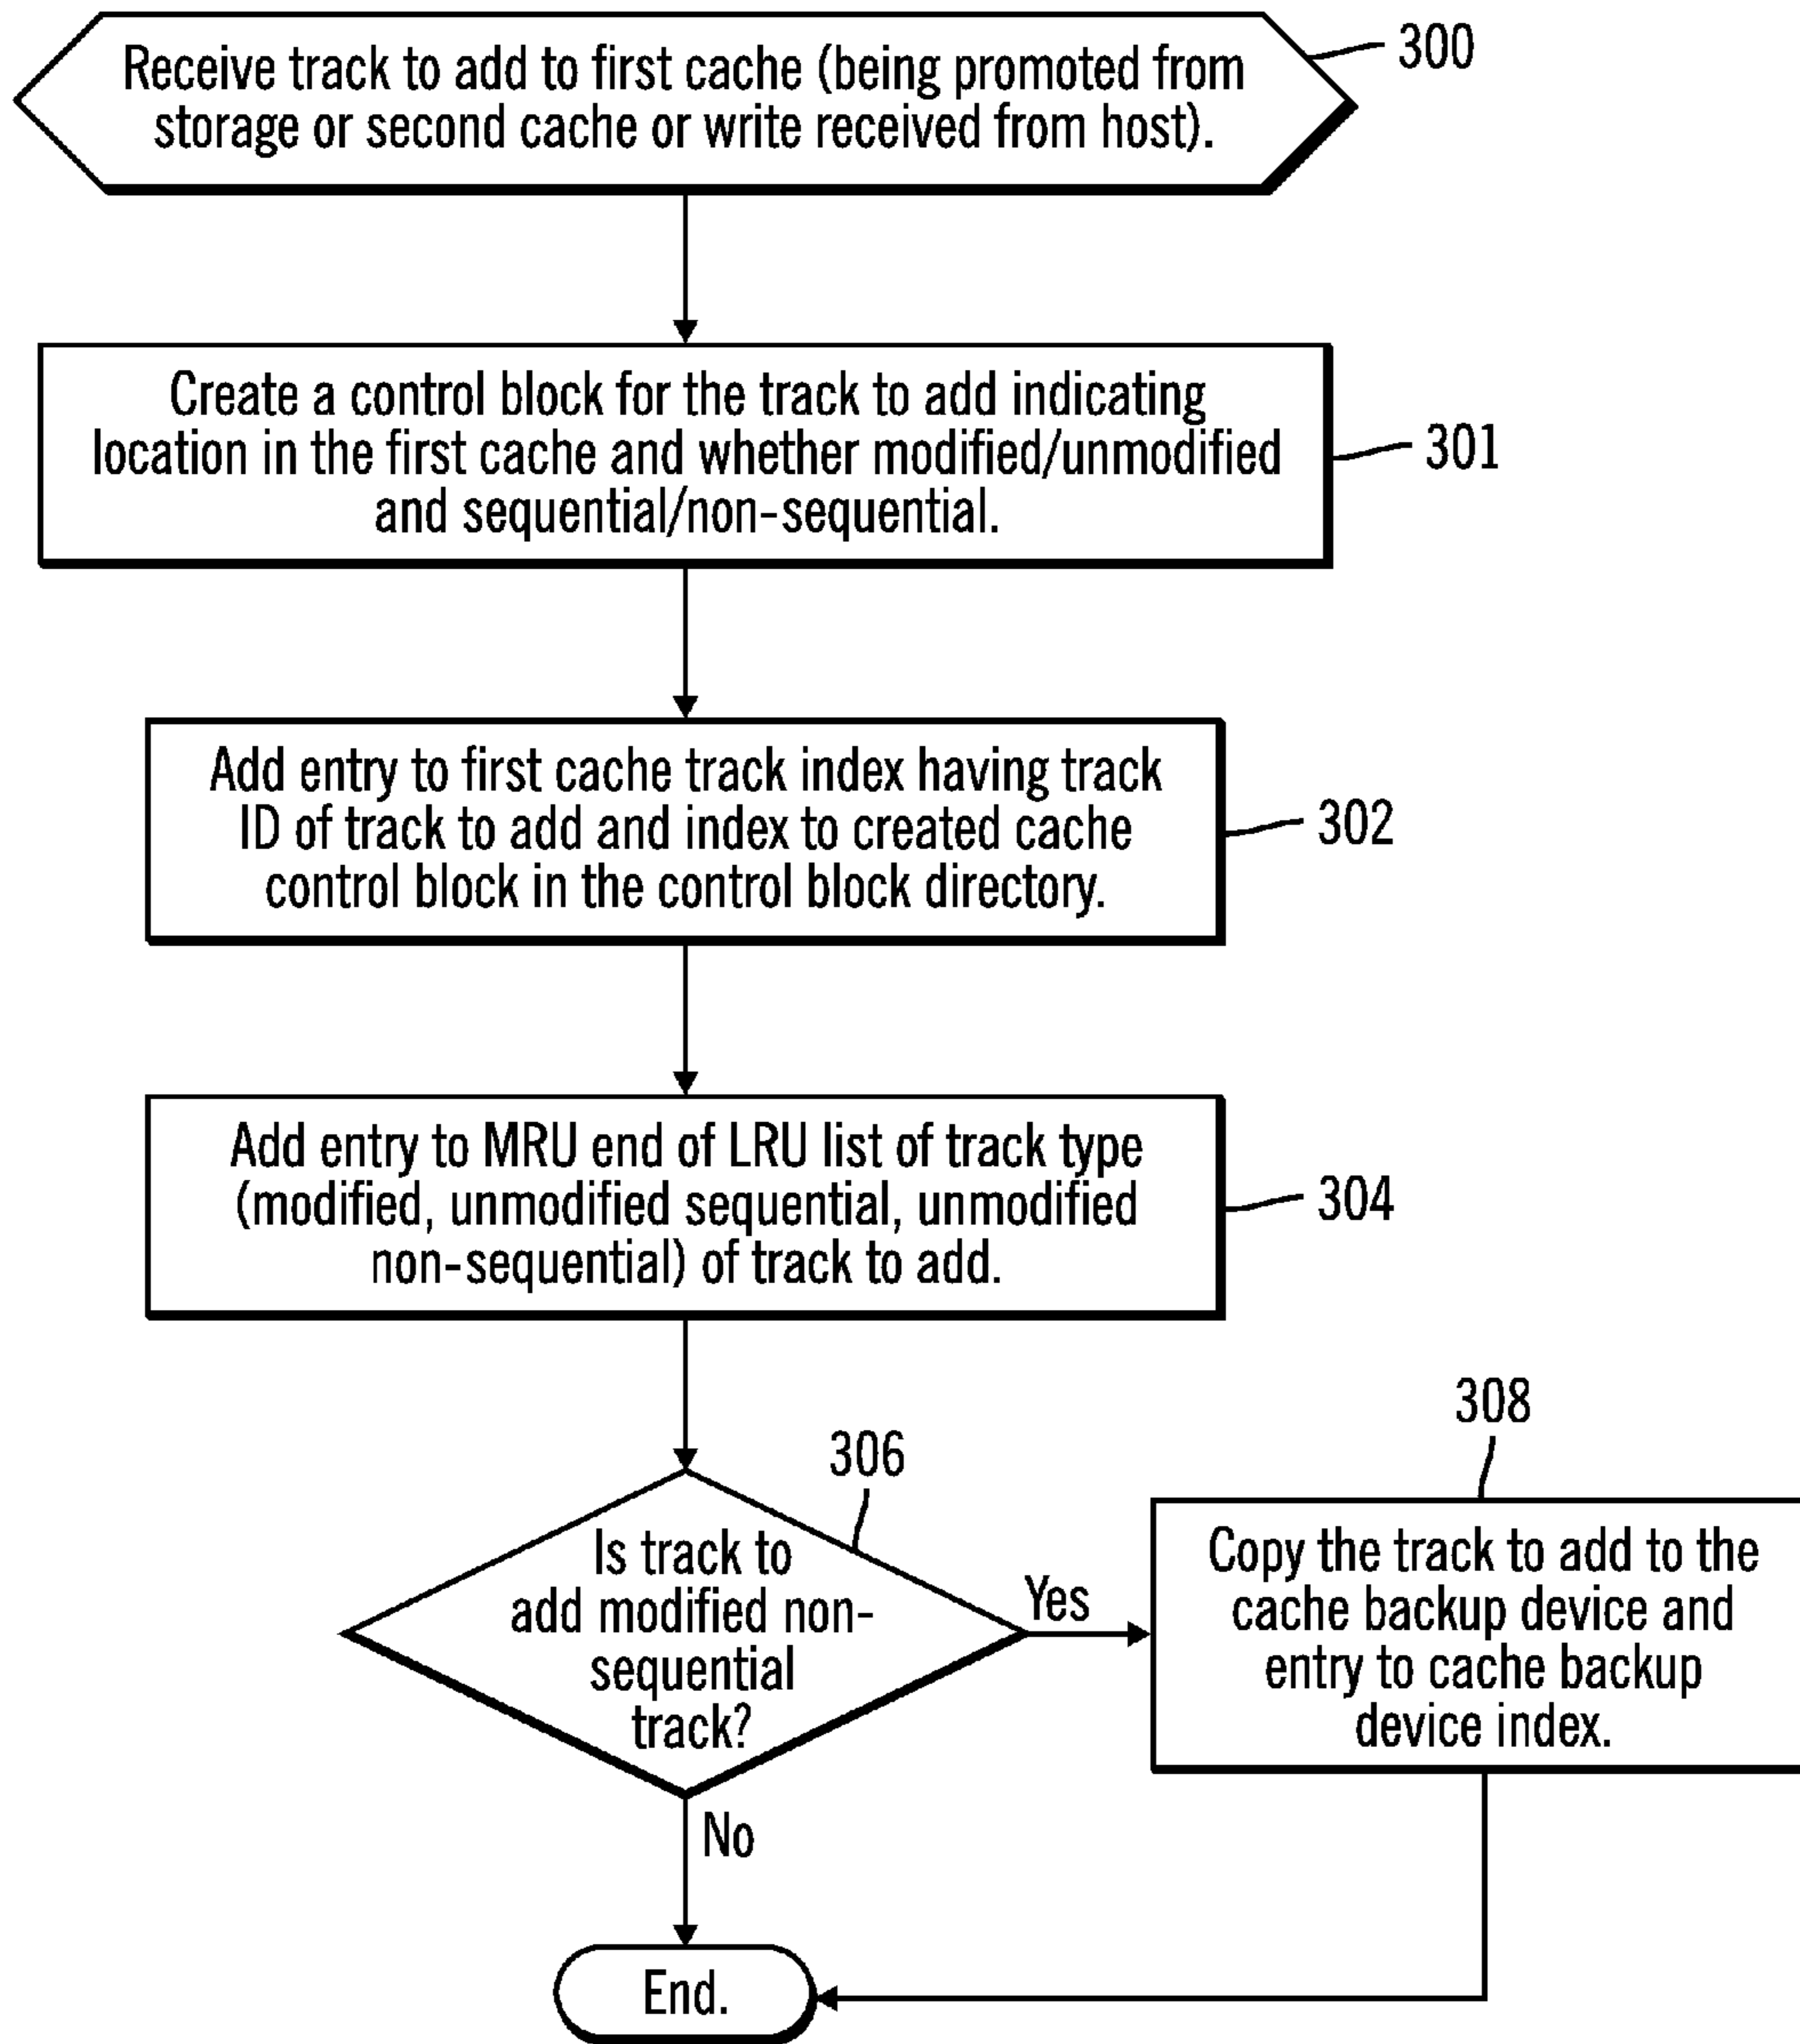 Receive track to add to first cache (being promoted from
storage or second cache or write received from host).
300
Create a control block for the track to add indicating
location in the first cache and whether modified/unmodified
and sequential/non-sequential.
301
Add entry to first cache track index having track
ID of track to add and index to created cache
control block in the control block directory.
302
Add entry to MRU end of LRU list of track type
(modified, unmodified sequential, unmodified
non-sequential) of track to add.
304
306
Is track to
add modified non-
sequential
track?
Yes
308
Copy the track to add to the
cache backup device and
entry to cache backup
device index.
No
End.